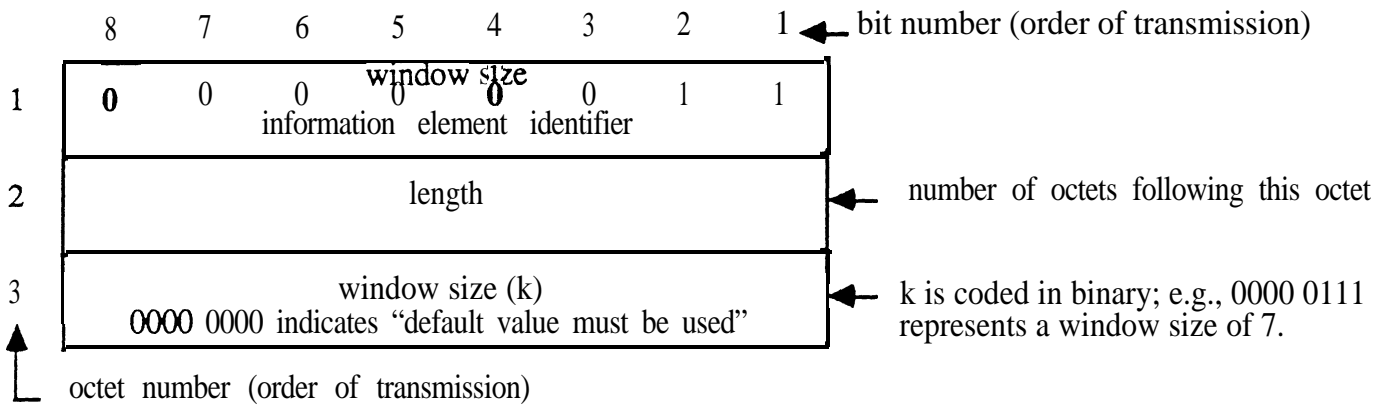 8 7 6 5 4 3 2 1 bit number (order of transmission)
window size
1 0 0 0 0 0 0 1 1
information element identifier
2 length number of octets following this octet
3 window size (k) k is coded in binary; e.g., 0000 0111
0000 0000 indicates “default value must be used” represents a window size of 7.
octet number (order of transmission)